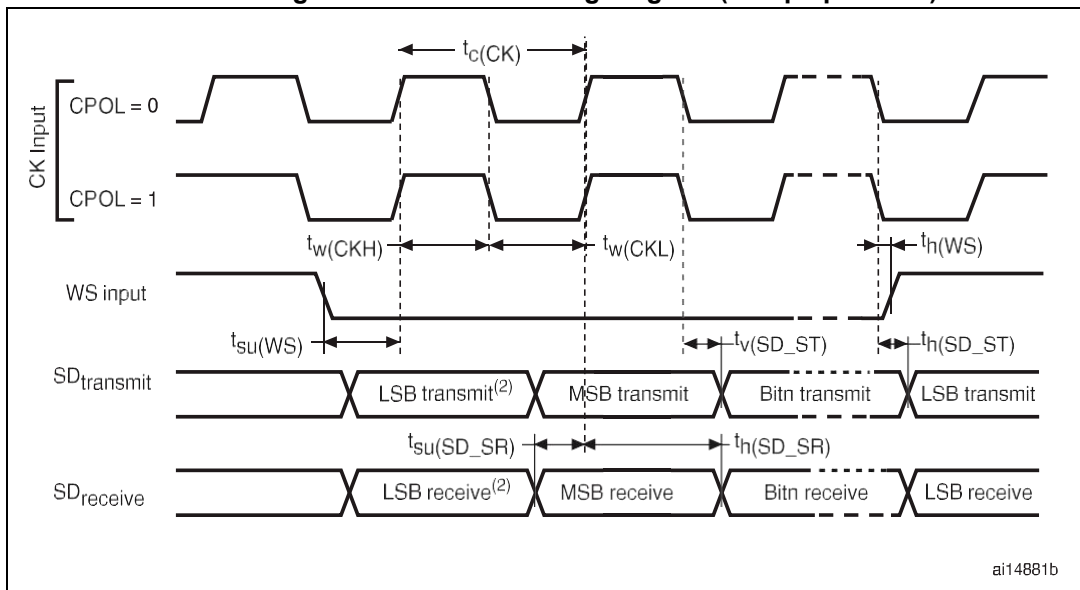 tc(CK)
CK Input
CPOL = 0
CPOL = 1
tw(CKH)
tw(CKL)
th(WS)
WS input
tsu(WS)
tv(SD_ST)
th(SD_ST)
SDtransmit
LSB transmit(2)
MSB transmit
Bitn transmit
LSB transmit
tsu(SD_SR)
th(SD_SR)
SDreceive
LSB receive(2)
MSB receive
Bitn receive
LSB receive
ai14881b